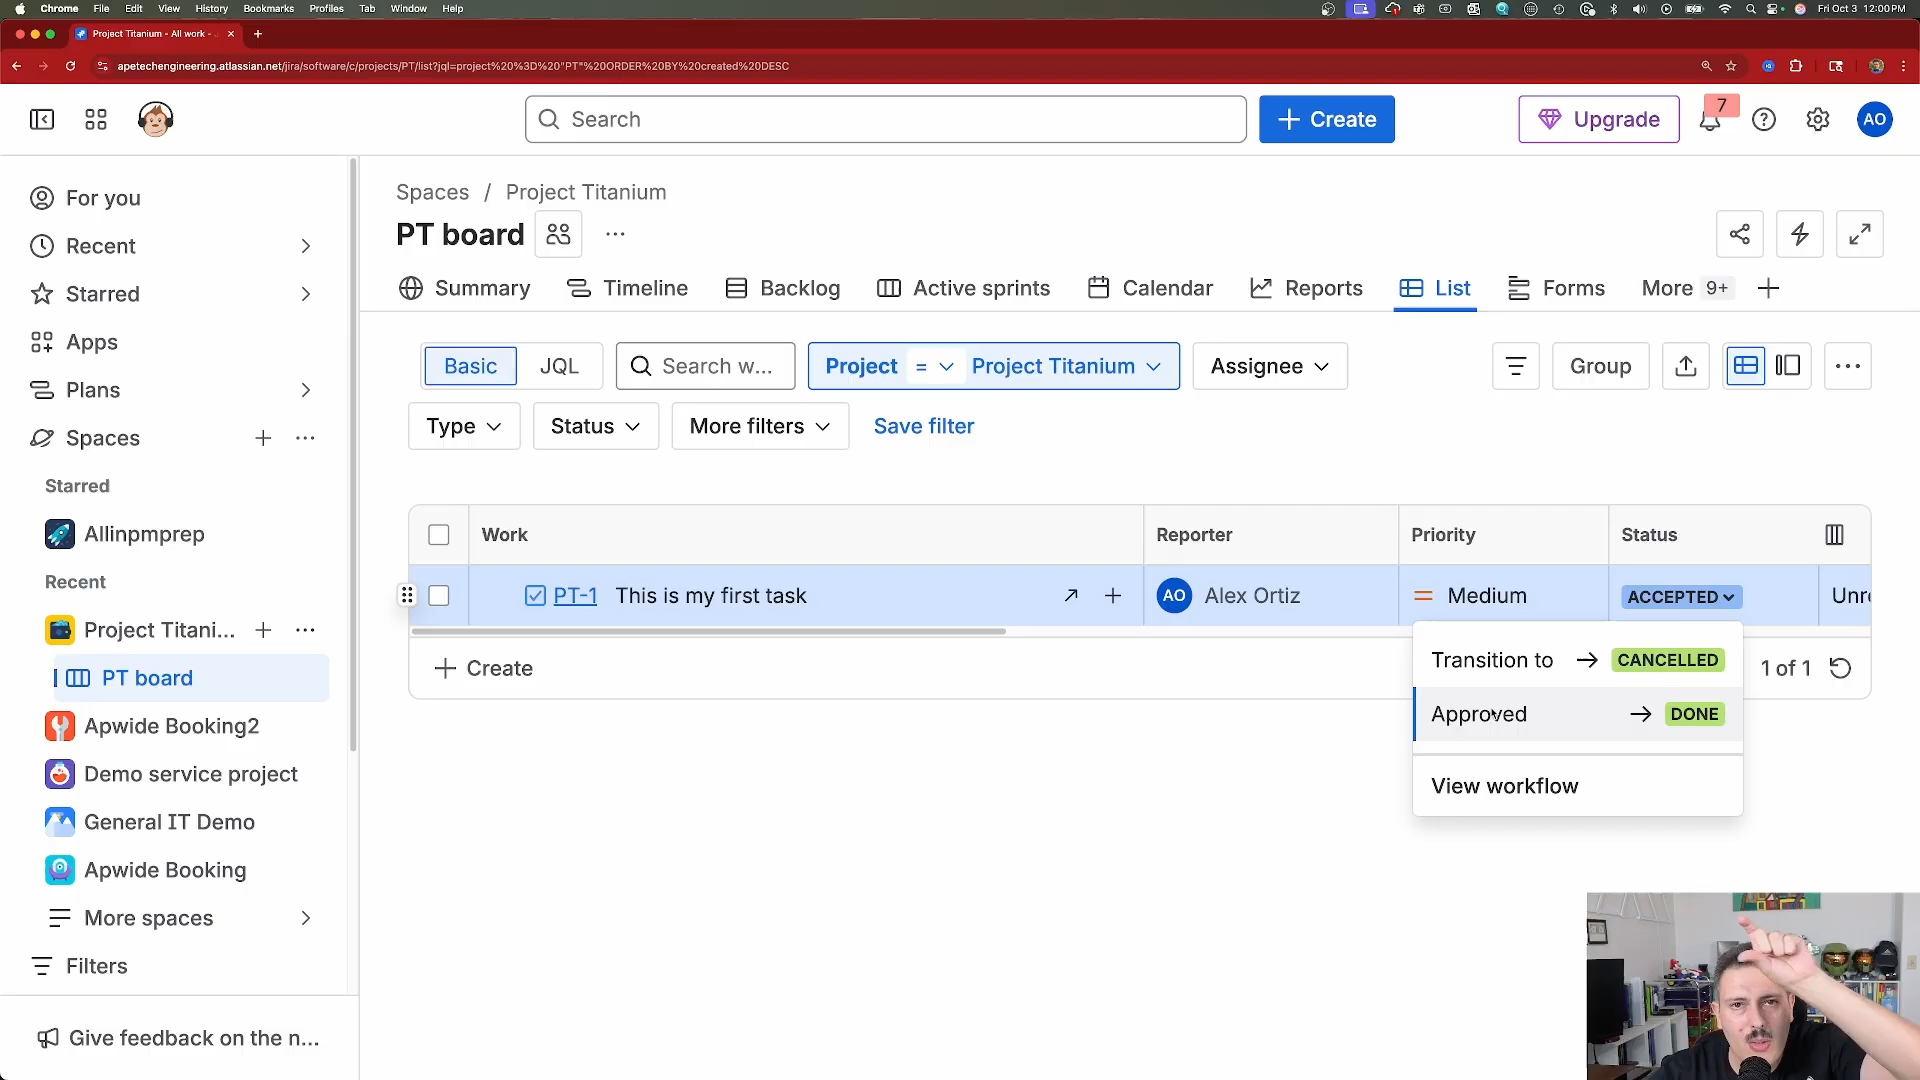 Chrome File Edit View History Bookmarks Profiles Tab Window Help Fri Oct 3 12:00 PM
Project Titanium - All work -
apetechengineering.atlassian.net/jira/software/c/projects/PT/list?jql=project%20%3D%20"PT"%20ORDER%20BY%20created%20DESC
Search
Create
Upgrade
7
AO
For you
Recent
Starred
Apps
Plans
Spaces
Starred
Allinpmprep
Recent
Project Titani...
PT board
Apwide Booking2
Demo service project
General IT Demo
Apwide Booking
More spaces
Filters
Give feedback on the n...
Spaces / Project Titanium
PT board
Summary Timeline Backlog Active sprints Calendar Reports List Forms More 9+
Basic JQL Search w... Project = Project Titanium Assignee Group
Type Status More filters Save filter
Work Reporter Priority Status
PT-1 This is my first task AO Alex Ortiz Medium ACCEPTED Unre
Create 1 of 1
Transition to → CANCELLED
Approved → DONE
View workflow